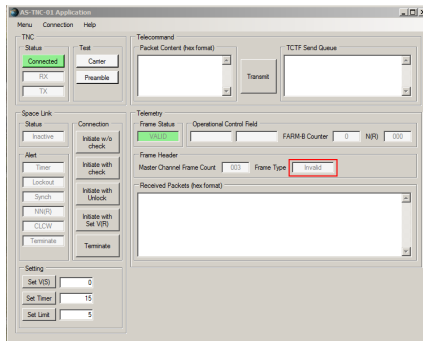 AS-TNC-01 Application
Menu Connection Help
TNC
Status
Connected
RX
TX
Test
Carrier
Preamble
Telecommand
Packet Content (hex format)
Transmit
TCTF Send Queue
Space Link
Status
Inactive
Alert
Timer
Lockout
Synch
NN(R)
CLCW
Terminate
Connection
Initiate w/o
check
Initiate with
check
Initiate with
Unlock
Initiate with
Set V(R)
Terminate
Setting
Set V(S) 0
Set Timer 15
Set Limit 5
Telemetry
Frame Status
VALID
Operational Control Field
FARM-B Counter 0 N(R) 000
Frame Header
Master Channel Frame Count 003 Frame Type Invalid
Received Packets (hex format)